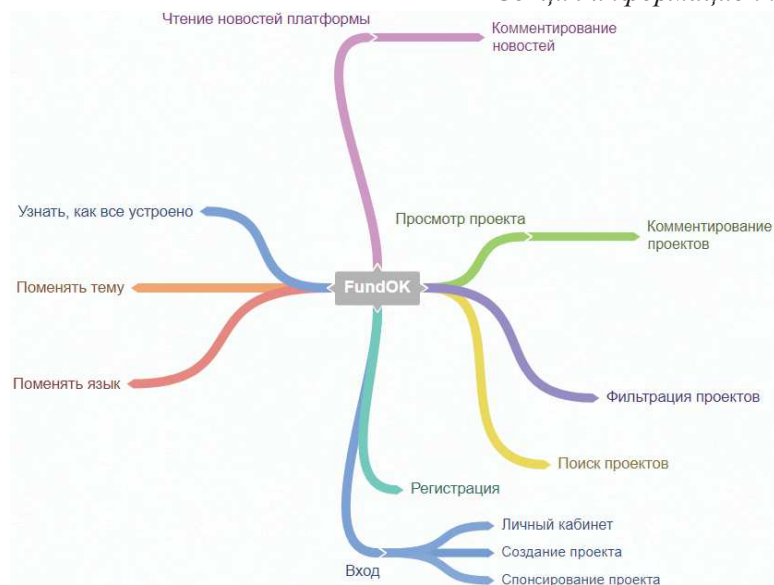 Чтение новостей платформы
Комментирование
новостей
Узнать, как все устроено
Просмотр проекта
Комментирование
проектов
Поменять тему
FundOK
Поменять язык
Фильтрация проектов
Поиск проектов
Регистрация
Личный кабинет
Создание проекта
Вход
Спонсирование проекта